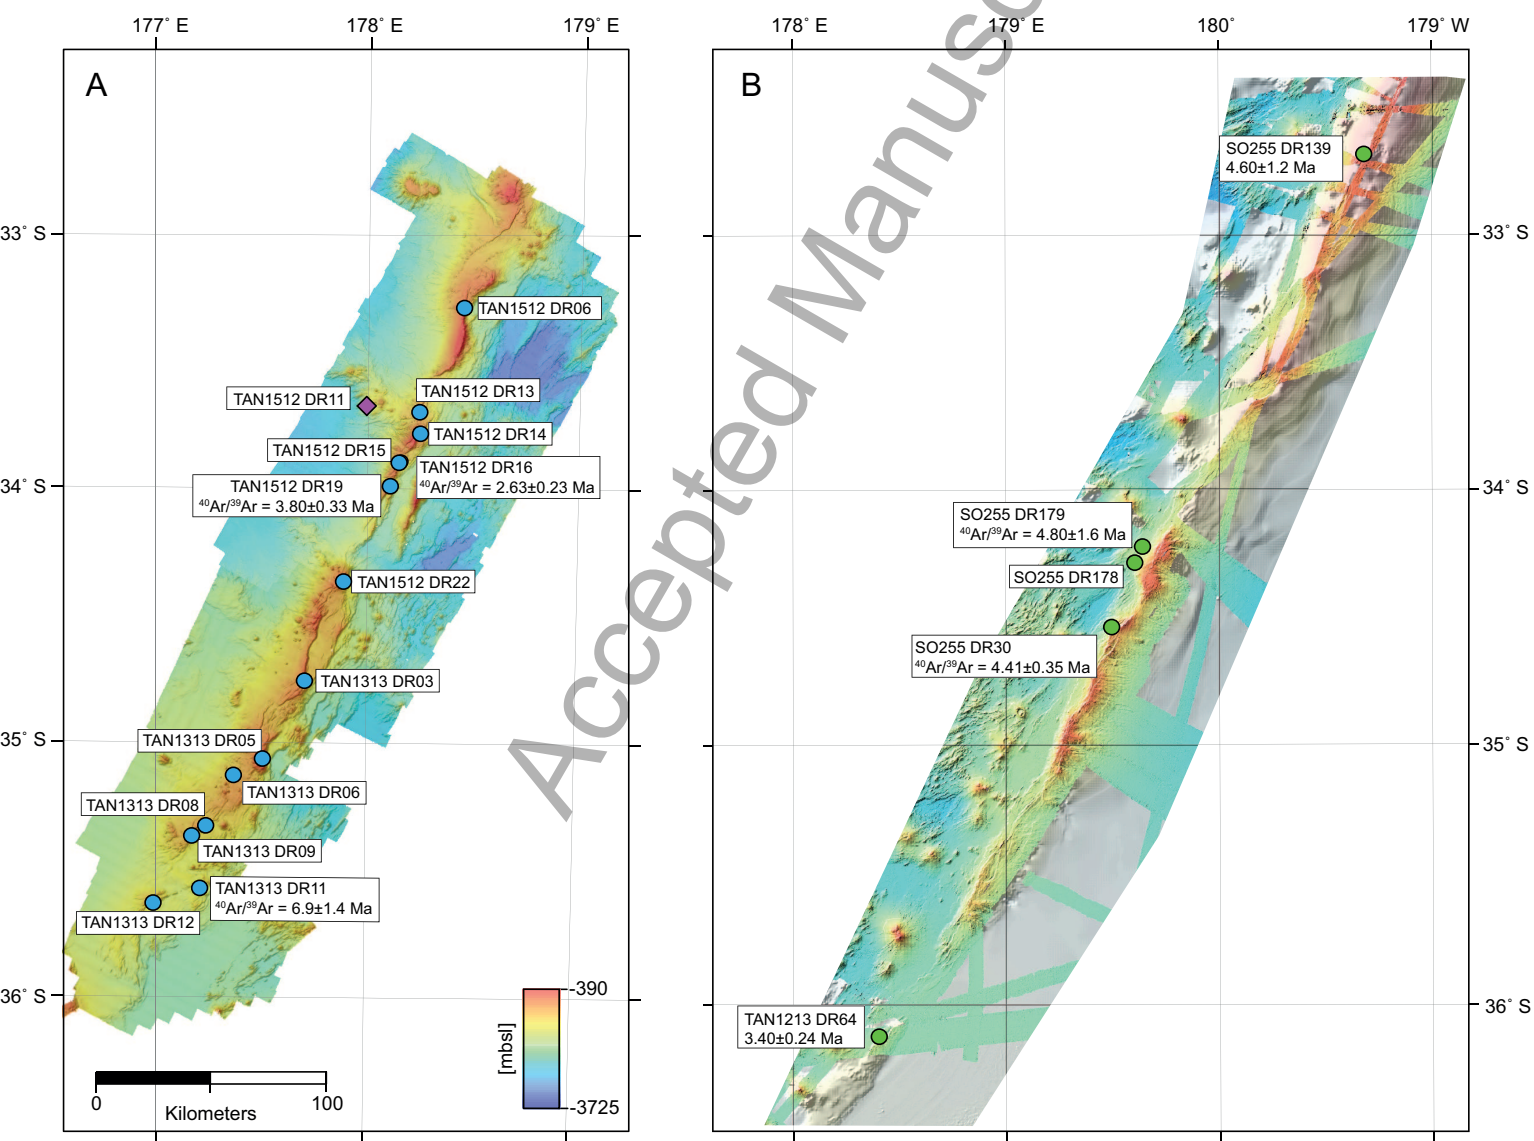 177° E
178° E
179° E
178° E
179° E
180°
179° W
A
B
33° S
34° S
35° S
36° S
33° S
34° S
35° S
36° S
TAN1512 DR06
TAN1512 DR11
TAN1512 DR13
TAN1512 DR14
TAN1512 DR15
TAN1512 DR16
⁴⁰Ar/³⁹Ar = 2.63±0.23 Ma
TAN1512 DR19
⁴⁰Ar/³⁹Ar = 3.80±0.33 Ma
TAN1512 DR22
TAN1313 DR03
TAN1313 DR05
TAN1313 DR06
TAN1313 DR08
TAN1313 DR09
TAN1313 DR11
⁴⁰Ar/³⁹Ar = 6.9±1.4 Ma
TAN1313 DR12
[mbsl]
-390
-3725
0
100
Kilometers
SO255 DR139
4.60±1.2 Ma
SO255 DR179
⁴⁰Ar/³⁹Ar = 4.80±1.6 Ma
SO255 DR178
SO255 DR30
⁴⁰Ar/³⁹Ar = 4.41±0.35 Ma
TAN1213 DR64
3.40±0.24 Ma
Accepted Manus